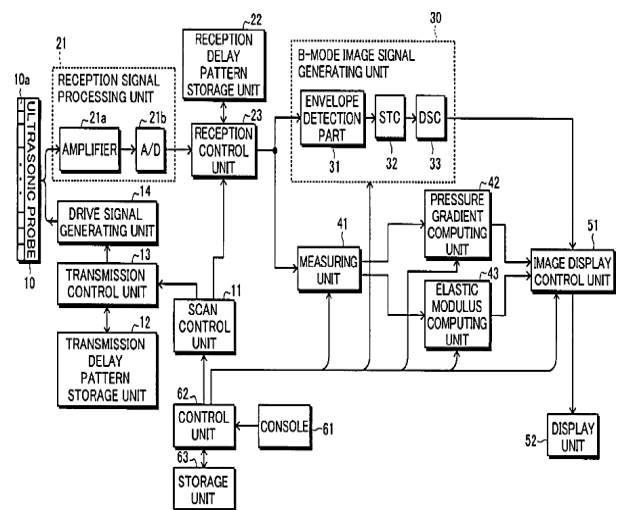 22
RECEPTION
DELAY
PATTERN
STORAGE UNIT
30
B-MODE IMAGE SIGNAL
GENERATING UNIT
ENVELOPE
DETECTION
PART
31
STC
32
DSC
33
21
RECEPTION SIGNAL
PROCESSING UNIT
21a
AMPLIFIER
21b
A/D
23
RECEPTION
CONTROL
UNIT
10a
ULTRASONIC PROBE
10
14
DRIVE SIGNAL
GENERATING UNIT
13
TRANSMISSION
CONTROL UNIT
12
TRANSMISSION
DELAY
PATTERN
STORAGE UNIT
11
SCAN
CONTROL
UNIT
41
MEASURING
UNIT
42
PRESSURE
GRADIENT
COMPUTING
UNIT
43
ELASTIC
MODULUS
COMPUTING
UNIT
51
IMAGE DISPLAY
CONTROL UNIT
62
CONTROL
UNIT
CONSOLE
61
63
STORAGE
UNIT
DISPLAY
UNIT
52